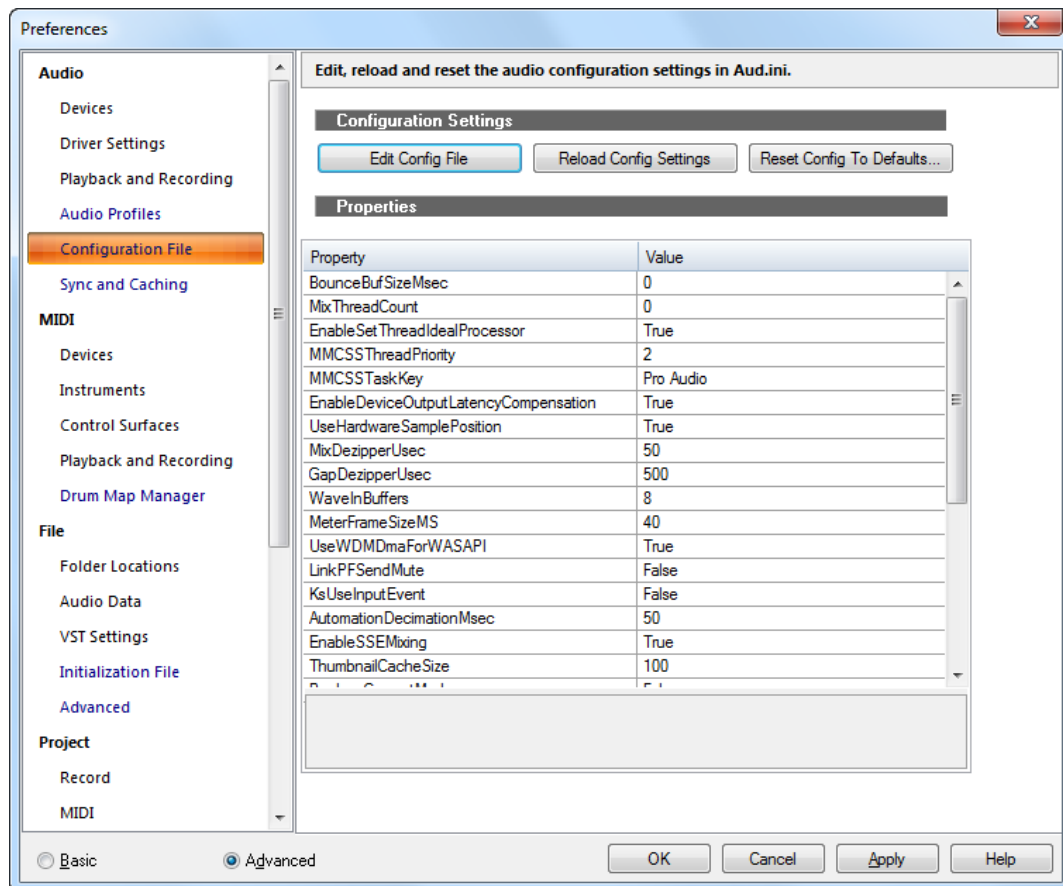 Preferences
Audio
Devices
Driver Settings
Playback and Recording
Audio Profiles
Configuration File
Sync and Caching
MIDI
Devices
Instruments
Control Surfaces
Playback and Recording
Drum Map Manager
File
Folder Locations
Audio Data
VST Settings
Initialization File
Advanced
Project
Record
MIDI
Edit, reload and reset the audio configuration settings in Aud.ini.
Configuration Settings
Edit Config File Reload Config Settings Reset Config To Defaults...
Properties
Property Value
BounceBufSizeMsec 0
MixThreadCount 0
EnableSetThreadIdealProcessor True
MMCSSThreadPriority 2
MMCSSTaskKey Pro Audio
EnableDeviceOutputLatencyCompensation True
UseHardwareSamplePosition True
MixDezipperUsec 50
GapDezipperUsec 500
WaveInBuffers 8
MeterFrameSizeMS 40
UseWDMDmaForWASAPI True
LinkPFSendMute False
KsUseInputEvent False
AutomationDecimationMsec 50
EnableSSEMixing True
ThumbnailCacheSize 100
Basic Advanced OK Cancel Apply Help